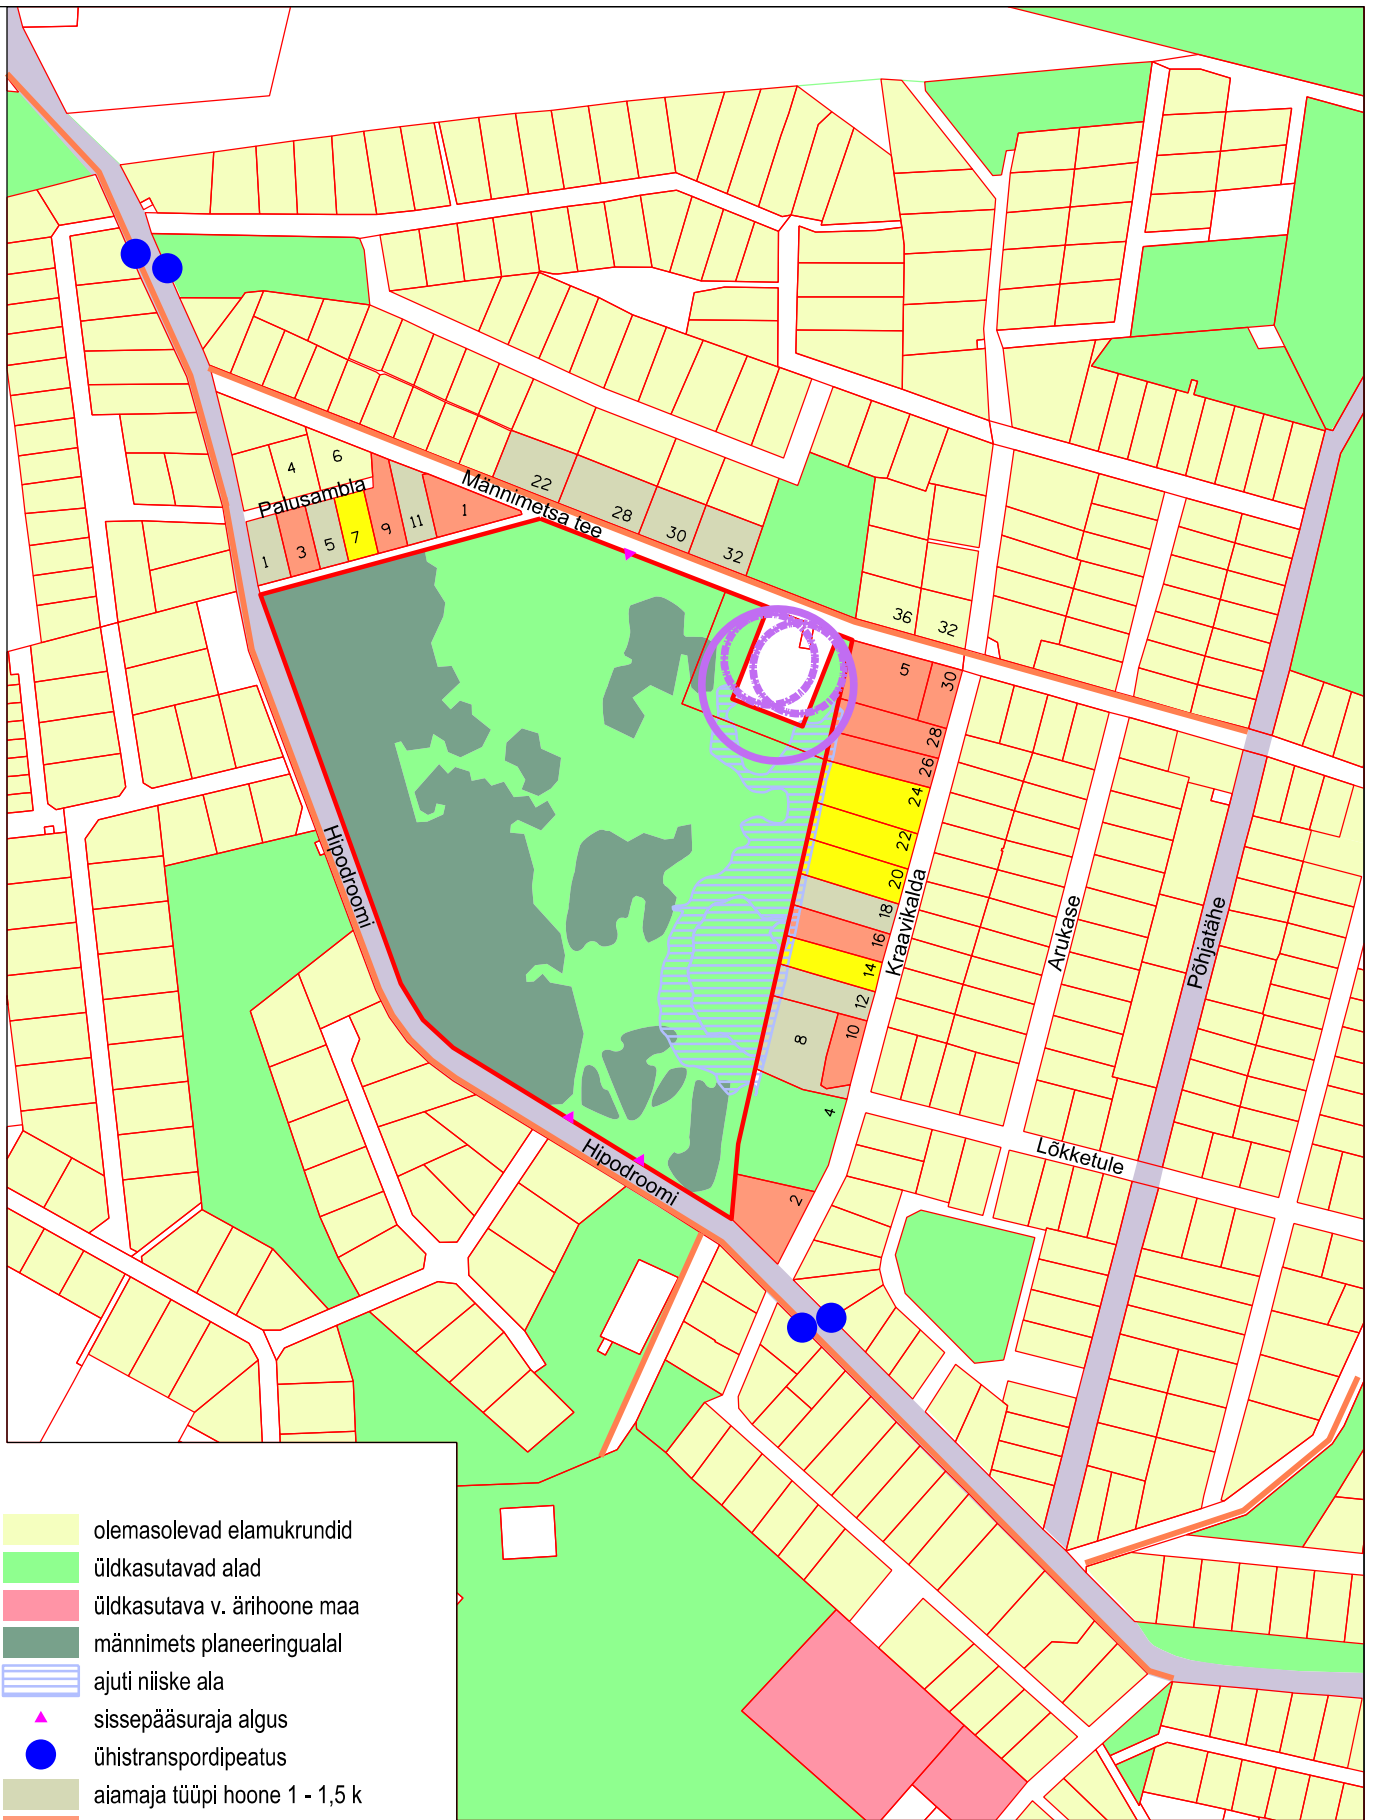 4
6
Palusambla
1
3
5
7
9
11
1
Männimetsa tee
22
28
30
32
36
32
5
30
28
26
24
22
20
18
16
14
12
10
8
4
2
Kraavikalda
Arukase
Põhjatähe
Lõkketule
Hipodroomi
Hipodroomi
olemasolevad elamukrundid
üldkasutavad alad
üldkasutava v. ärihoone maa
männimets planeeringualal
ajuti niiske ala
sissepääsuraja algus
ühistranspordipeatus
aiamaja tüüpi hoone 1 - 1,5 k